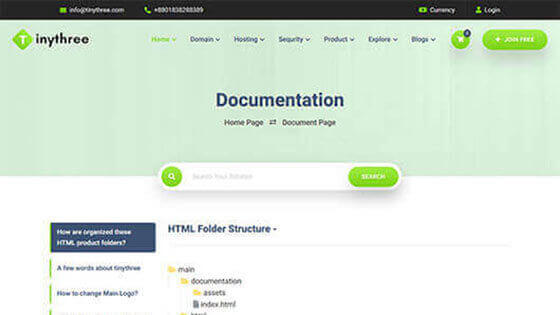 info@tinythree.com +8801838288389 Currency Login
Tinythree Home Domain Hosting Sequrity Product Explore Blogs 0 + JOIN FREE
Documentation
Home Page ⇄ Document Page
Search Your Solution SEARCH
How are organized these
HTML product folders?
HTML Folder Structure -
A few words about tinythree
main
documentation
How to change Main Logo?
assets
index.html